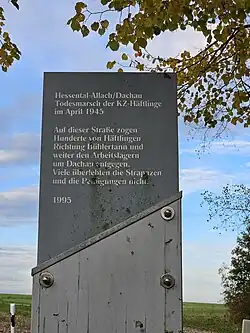 Hessental-Allach/Dachau
Todesmarsch der KZ-Häftlinge
im April 1945
Auf dieser Straße zogen
Hunderte von Häftlingen
Richtung Bühlertann und
weiter den Arbeitslagern
um Dachau entgegen.
Viele überlebten die Strapazen
und die Peinigungen nicht.
1995